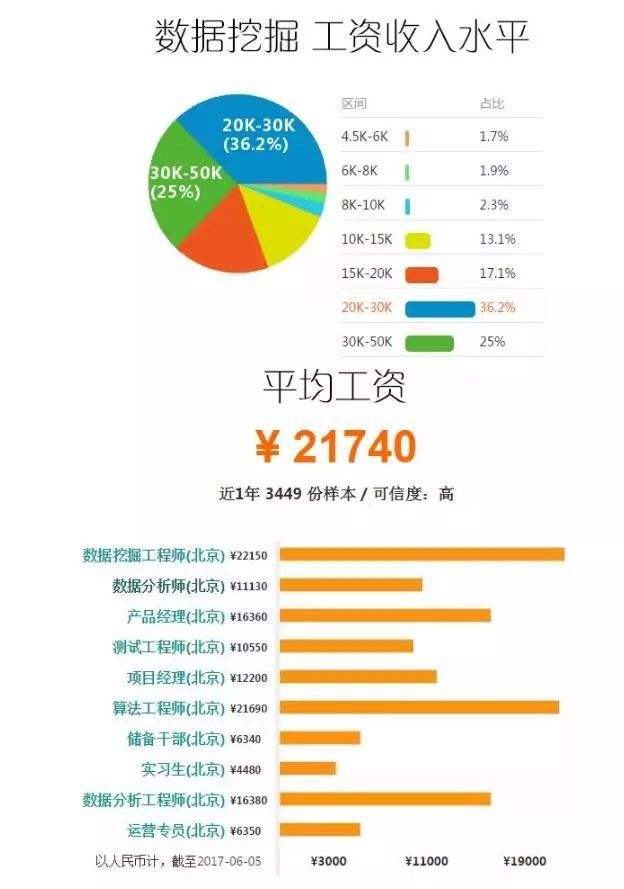 数据挖掘 工资收入水平
20K-30K
(36.2%)
30K-50K
(25%)
区间 占比
4.5K-6K 1.7%
6K-8K 1.9%
8K-10K 2.3%
10K-15K 13.1%
15K-20K 17.1%
20K-30K 36.2%
30K-50K 25%
平均工资
¥ 21740
近1年 3449 份样本 / 可信度：高
数据挖掘工程师(北京) ¥22150
数据分析师(北京) ¥11130
产品经理(北京) ¥16360
测试工程师(北京) ¥10550
项目经理(北京) ¥12200
算法工程师(北京) ¥21690
储备干部(北京) ¥6340
实习生(北京) ¥4480
数据分析工程师(北京) ¥16380
运营专员(北京) ¥6350
以人民币计，截至2017-06-05 ¥3000 ¥11000 ¥19000